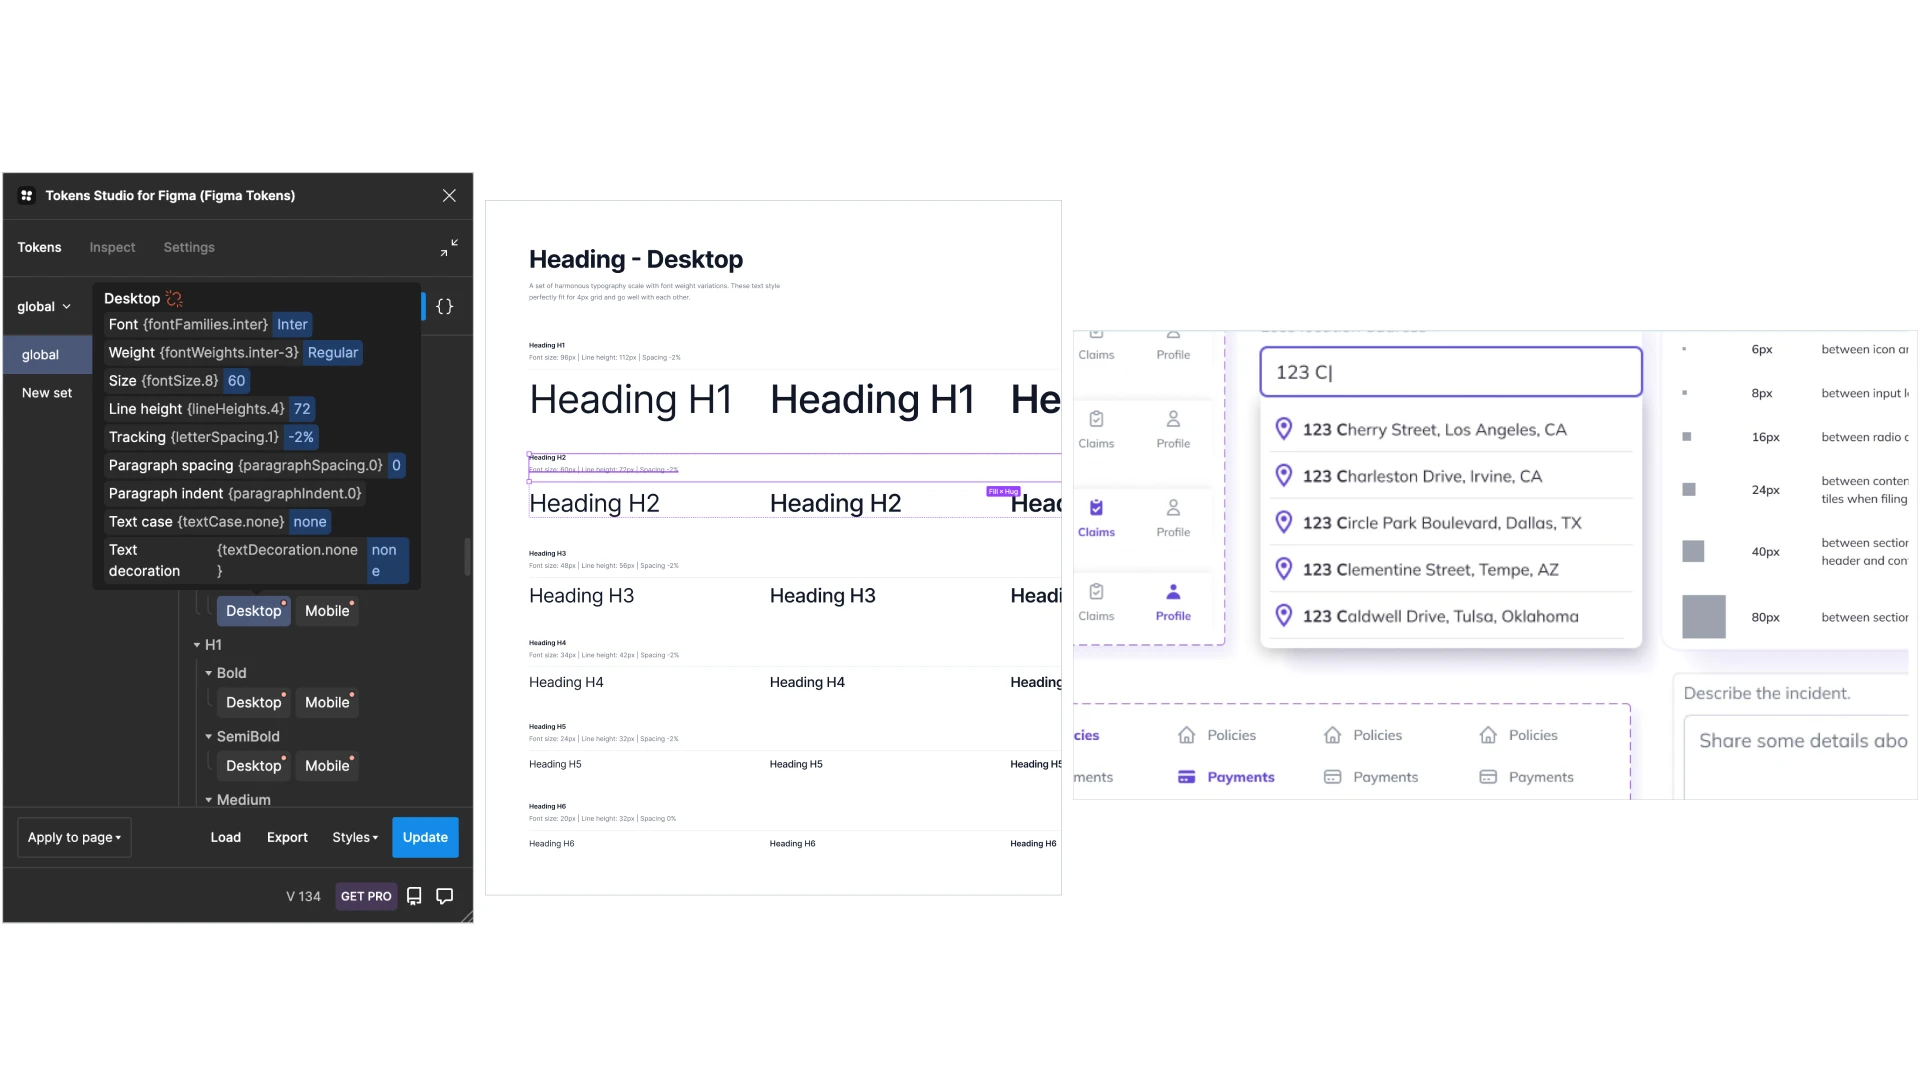 Tokens Studio for Figma (Figma Tokens)
Tokens Inspect Settings
global
global
New set
Desktop
Font {fontFamilies.inter} Inter
Weight {fontWeights.inter-3} Regular
Size {fontSize.8} 60
Line height {lineHeights.4} 72
Tracking {letterSpacing.1} -2%
Paragraph spacing {paragraphSpacing.0} 0
Paragraph indent {paragraphIndent.0}
Text case {textCase.none} none
Text {textDecoration.none non
decoration } e
{}
Desktop Mobile
H1
Bold
Desktop Mobile
SemiBold
Desktop Mobile
Medium
Apply to page Load Export Styles Update
V 134 GET PRO
Heading - Desktop
A set of harmonous typography scale with font weight variations. These text style
perfectly fit for 4px grid and go well with each other.
Heading H1
Font size: 96px | Line height: 112px | Spacing -2%
Heading H1 Heading H1 He
Heading H2
Font size: 60px | Line height: 72px | Spacing -2%
Fill × Hug
Heading H2 Heading H2 Head
Heading H3
Font size: 48px | Line height: 56px | Spacing -2%
Heading H3 Heading H3 Headi
Heading H4
Font size: 34px | Line height: 42px | Spacing -2%
Heading H4 Heading H4 Heading
Heading H5
Font size: 24px | Line height: 32px | Spacing -2%
Heading H5 Heading H5 Heading H5
Heading H6
Font size: 20px | Line height: 32px | Spacing 0%
Heading H6 Heading H6 Heading H6
Claims Profile
Claims Profile
Claims Profile
Claims Profile
123 C|
123 Cherry Street, Los Angeles, CA
123 Charleston Drive, Irvine, CA
123 Circle Park Boulevard, Dallas, TX
123 Clementine Street, Tempe, AZ
123 Caldwell Drive, Tulsa, Oklahoma
6px between icon ar
8px between input l
16px between radio
24px between conten
tiles when filing
40px between section
header and con
80px between section
cies Policies Policies Policies
ments Payments Payments Payments
Describe the incident.
Share some details abo